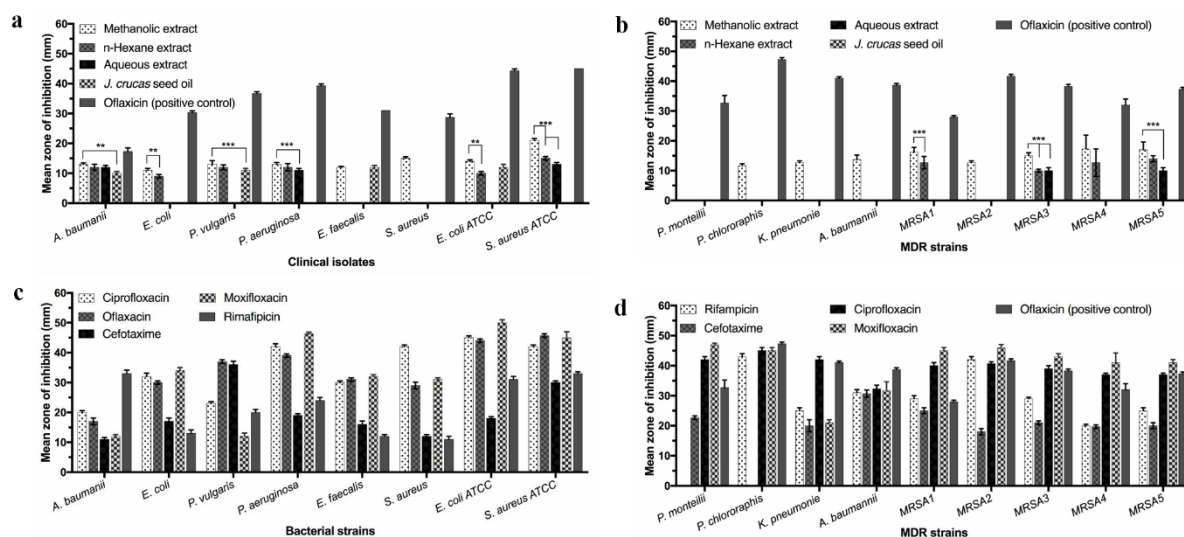 a
Methanolic extract
n-Hexane extract
Aqueous extract
J. crucas seed oil
Oflaxicin (positive control)
Mean zone of inhibition (mm)
60
50
40
30
20
10
0
**
**
***
***
**
***
A. baumanii
E. coli
P. vulgaris
P. aeruginosa
E. faecalis
S. aureus
E. coli ATCC
S. aureus ATCC
Clinical isolates
b
Methanolic extract
Aqueous extract
Oflaxicin (positive control)
n-Hexane extract
J. crucas seed oil
Mean zone of inhibition (mm)
60
50
40
30
20
10
0
***
***
***
P. monteilii
P. chlororaphis
K. pneumonie
A. baumannii
MRSA1
MRSA2
MRSA3
MRSA4
MRSA5
MDR strains
c
Ciprofloxacin
Moxifloxacin
Oflaxacin
Rimafipicin
Cefotaxime
Mean zone of inhibition (mm)
60
50
40
30
20
10
0
A. baumanii
E. coli
P. vulgaris
P. aeruginosa
E. faecalis
S. aureus
E. coli ATCC
S. aureus ATCC
Bacterial strains
d
Rifampicin
Ciprofloxacin
Oflaxicin (positive control)
Cefotaxime
Moxifloxacin
Mean zone of inhibition (mm)
60
50
40
30
20
10
0
P. monteilii
P. chlororaphis
K. pneumonie
A. baumannii
MRSA1
MRSA2
MRSA3
MRSA4
MRSA5
MDR strains